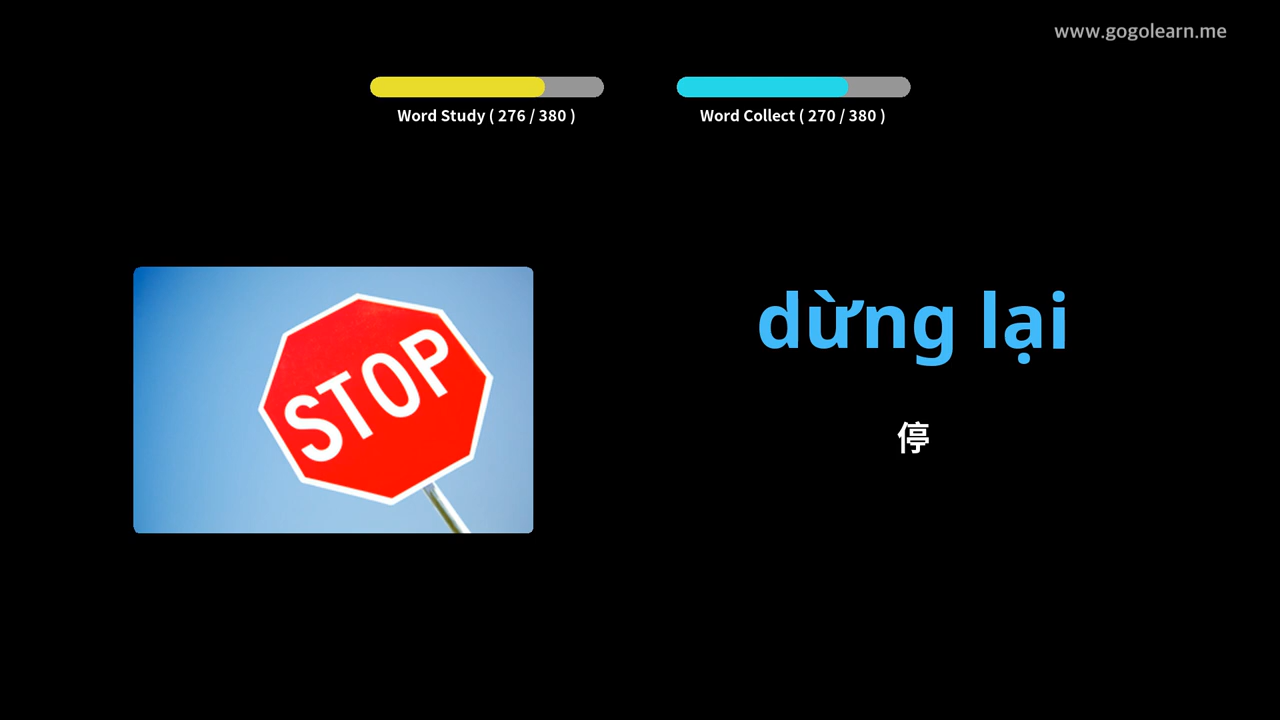 www.gogolearn.me
Word Study ( 276 / 380 )
Word Collect ( 270 / 380 )
STOP
dừng lại
停